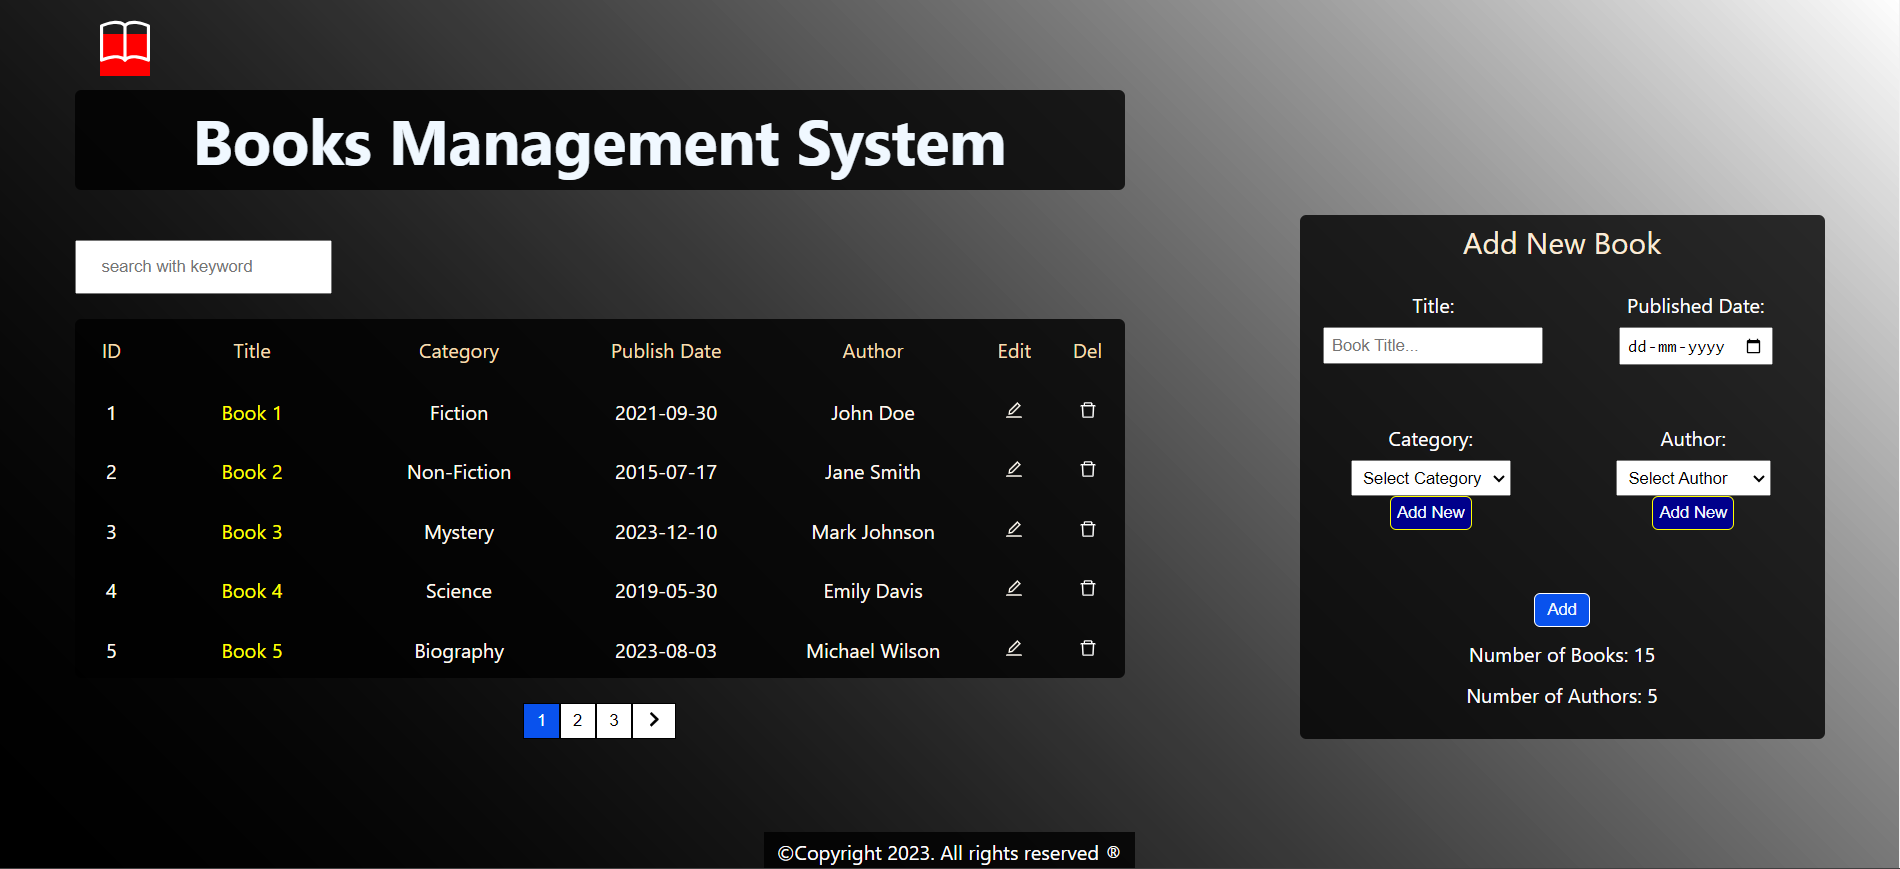 Books Management System
search with keyword
ID Title Category Publish Date Author Edit Del
1 Book 1 Fiction 2021-09-30 John Doe
2 Book 2 Non-Fiction 2015-07-17 Jane Smith
3 Book 3 Mystery 2023-12-10 Mark Johnson
4 Book 4 Science 2019-05-30 Emily Davis
5 Book 5 Biography 2023-08-03 Michael Wilson
1 2 3
Add New Book
Title: Published Date:
Book Title... dd-mm-yyyy
Category: Author:
Select Category Select Author
Add New Add New
Add
Number of Books: 15
Number of Authors: 5
©Copyright 2023. All rights reserved ®